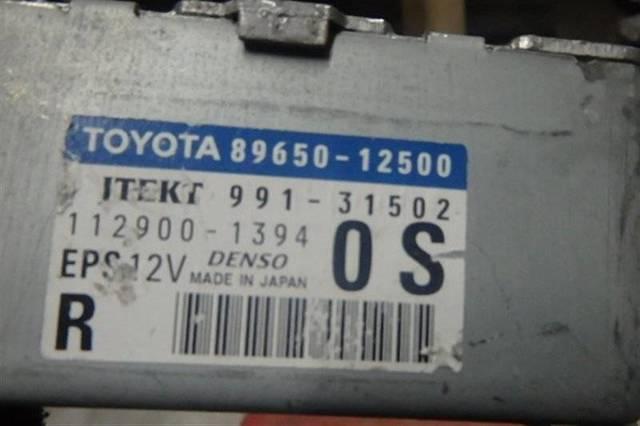 TOYOTA 89650-12500
JTEKT 991-31502
112900-1394 OS
EPS 12V DENSO
MADE IN JAPAN
R